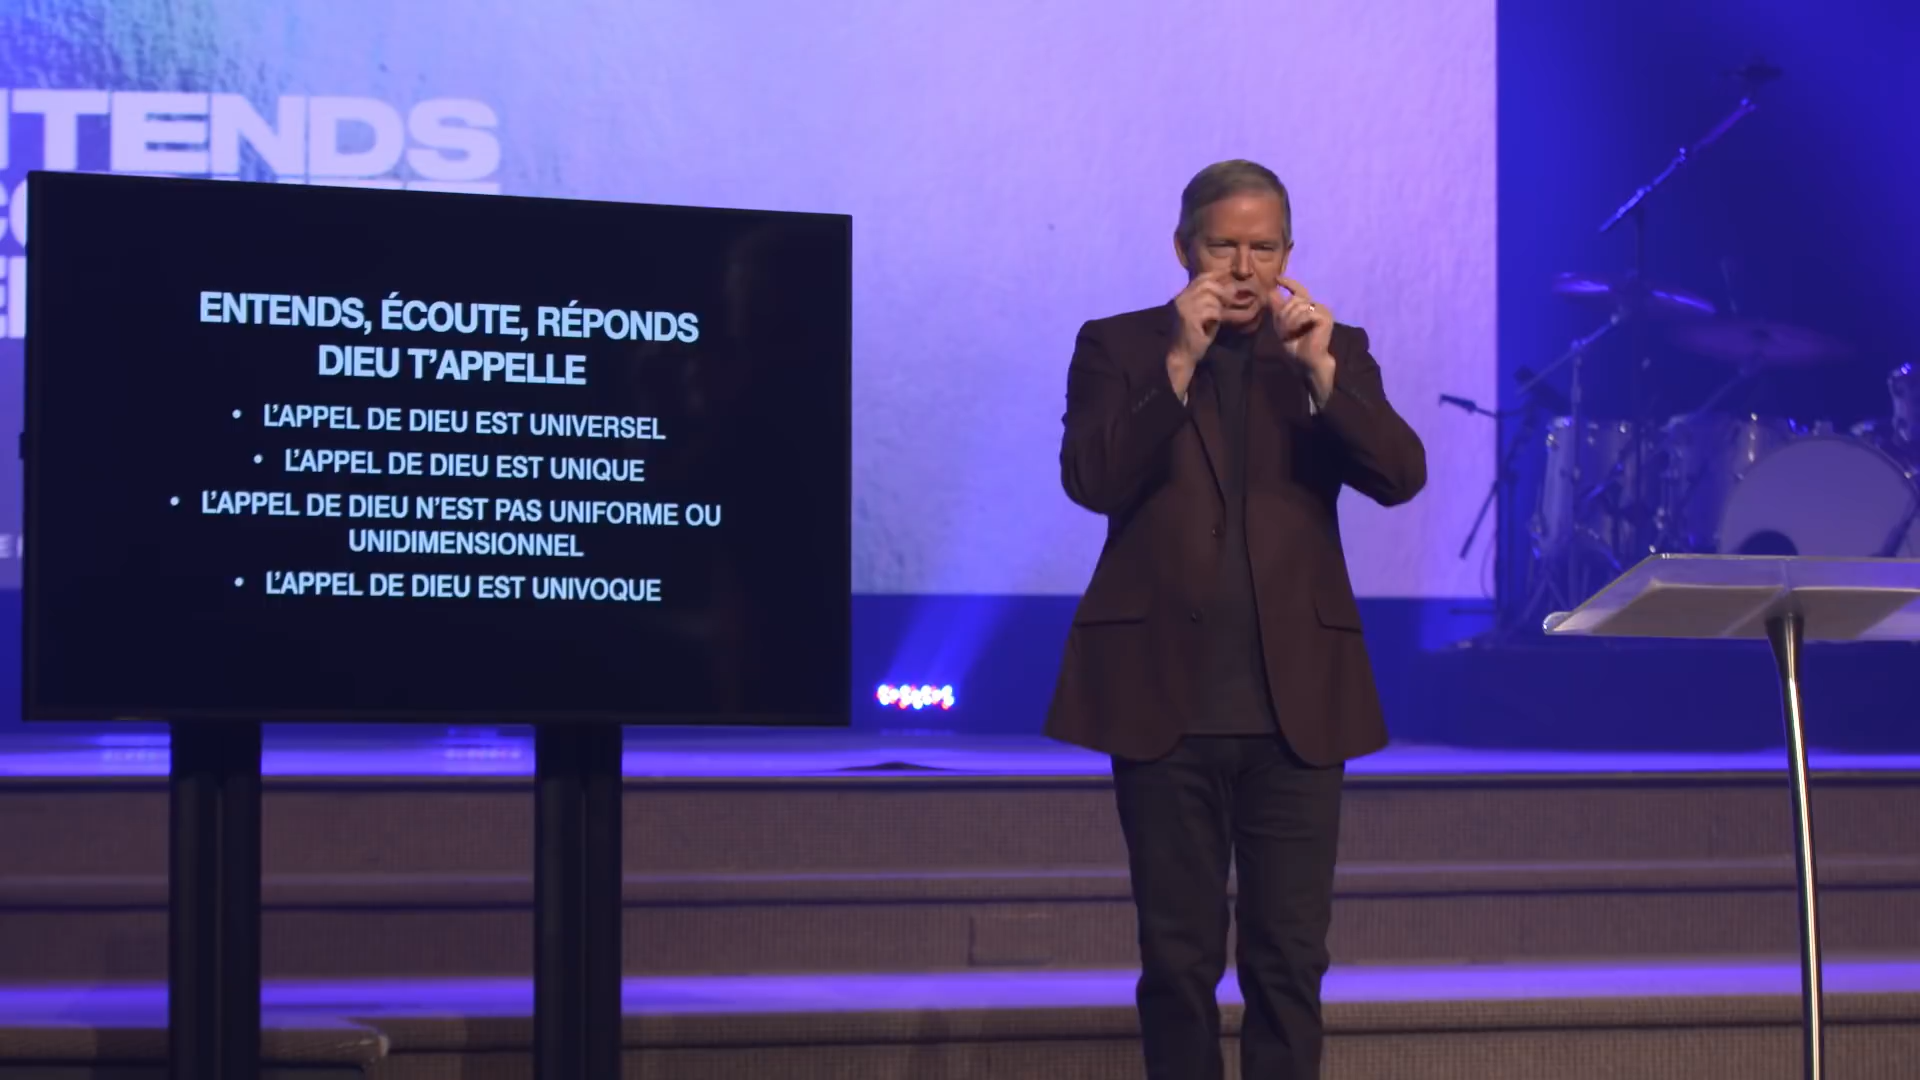 ENTENDS, ÉCOUTE, RÉPONDS
DIEU T'APPELLE
• L'APPEL DE DIEU EST UNIVERSEL
• L'APPEL DE DIEU EST UNIQUE
• L'APPEL DE DIEU N'EST PAS UNIFORME OU
UNIDIMENSIONNEL
• L'APPEL DE DIEU EST UNIVOQUE